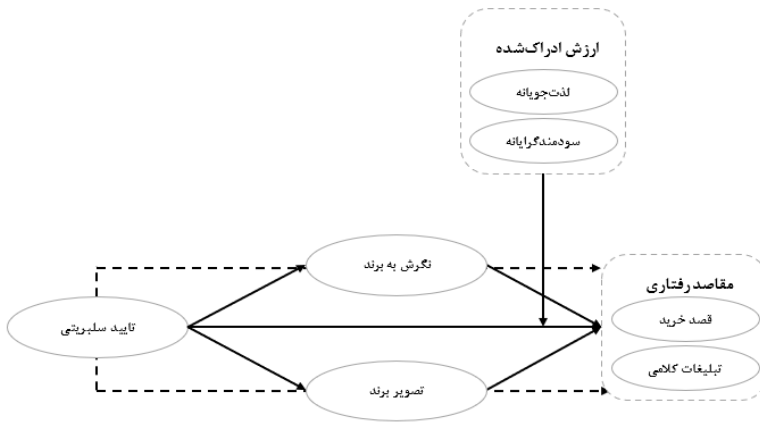 ارزش ادراک‌شده
لذت‌جویانه
سودمندگرایانه
نگرش به برند
مقاصد رفتاری
قصد خرید
تایید سلبریتی
تبلیغات کلامی
تصویر برند